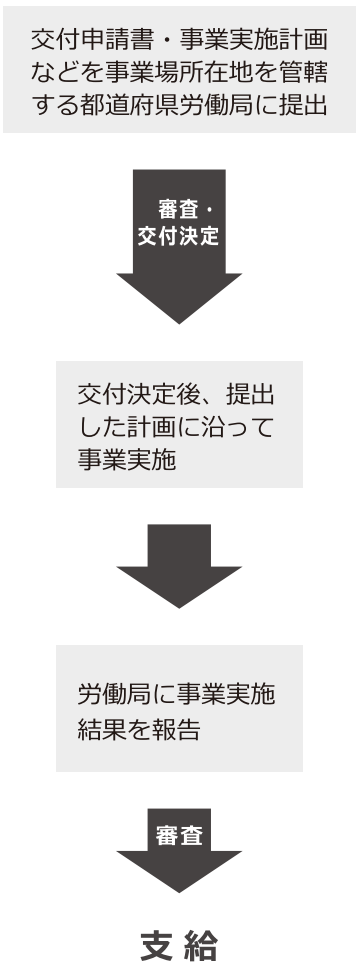 交付申請書・事業実施計画
などを事業場所在地を管轄
する都道府県労働局に提出
審査・
交付決定
交付決定後、提出
した計画に沿って
事業実施
労働局に事業実施
結果を報告
審査
支給